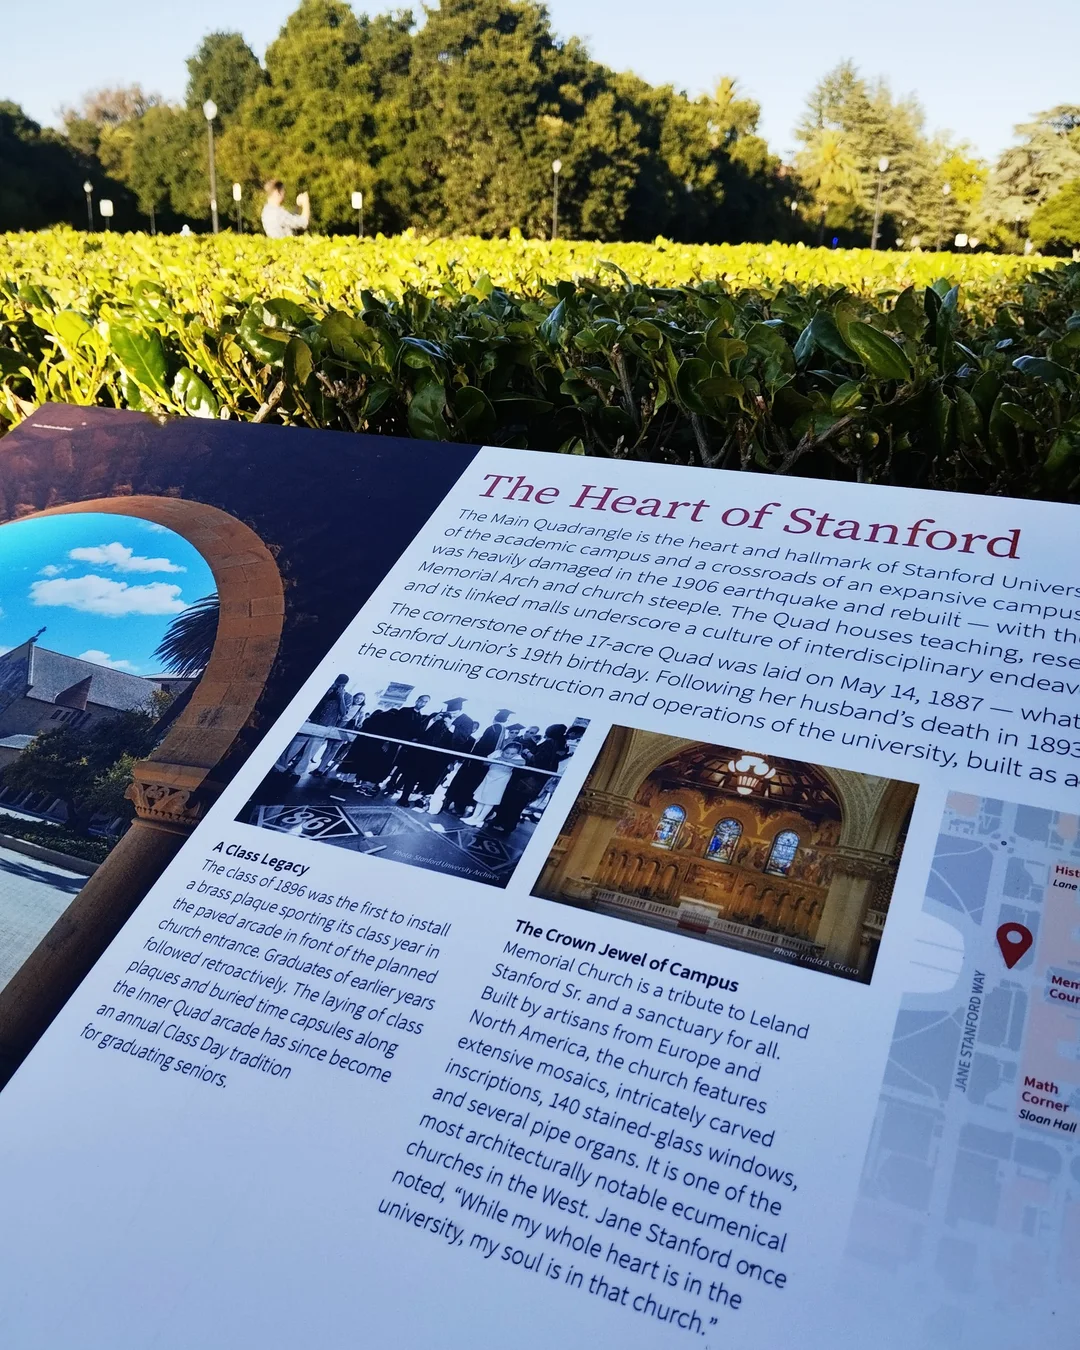 The Heart of Stanford
The Main Quadrangle is the heart and hallmark of Stanford Univers
of the academic campus and a crossroads of an expansive campus
was heavily damaged in the 1906 earthquake and rebuilt — with the
Memorial Arch and church steeple. The Quad houses teaching, rese
and its linked malls underscore a culture of interdisciplinary endeav
The cornerstone of the 17-acre Quad was laid on May 14, 1887 — what
Stanford Junior's 19th birthday. Following her husband's death in 1893
the continuing construction and operations of the university, built as a
86
26
Photo: Stanford University Archives
A Class Legacy
The class of 1896 was the first to install
a brass plaque sporting its class year in
the paved arcade in front of the planned
church entrance. Graduates of earlier years
followed retroactively. The laying of class
plaques and buried time capsules along
the Inner Quad arcade has since become
an annual Class Day tradition
for graduating seniors.
Photo: Linda A. Cicero
The Crown Jewel of Campus
Memorial Church is a tribute to Leland
Stanford Sr. and a sanctuary for all.
Built by artisans from Europe and
North America, the church features
extensive mosaics, intricately carved
inscriptions, 140 stained-glass windows,
and several pipe organs. It is one of the
most architecturally notable ecumenical
churches in the West. Jane Stanford once
noted, “While my whole heart is in the
university, my soul is in that church.”
Hist
Lane
Mem
Cour
JANE STANFORD WAY
Math
Corner
Sloan Hall